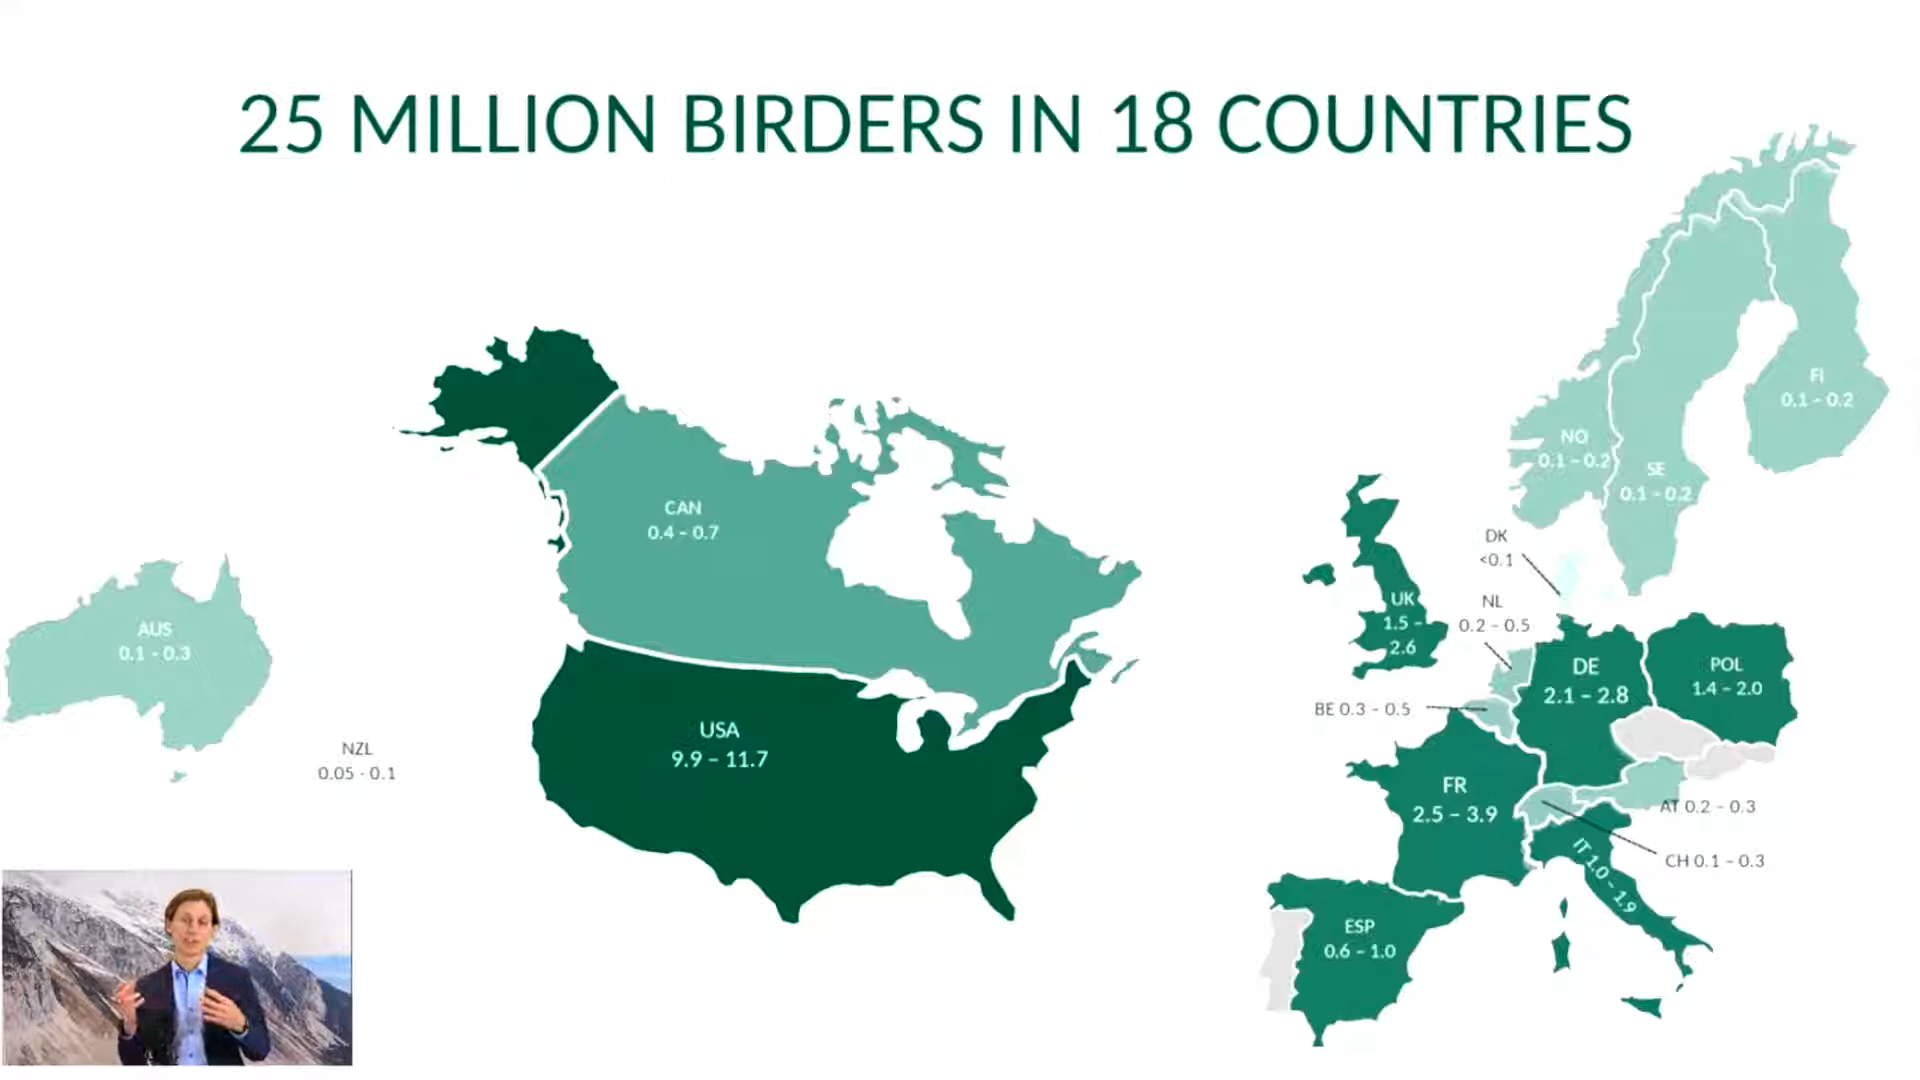 25 MILLION BIRDERS IN 18 COUNTRIES
FI
0.1 - 0.2
NO
0.1 - 0.2
SE
0.1 - 0.2
CAN
0.4 – 0.7
DK
<0.1
NL
0.2 - 0.5
UK
1.5 –
2.6
AUS
0.1 - 0.3
DE
2.1 – 2.8
POL
1.4 – 2.0
BE 0.3 - 0.5
USA
9.9 – 11.7
NZL
0.05 - 0.1
FR
2.5 – 3.9
AT 0.2 – 0.3
CH 0.1 – 0.3
IT 1.0 – 1.9
ESP
0.6 – 1.0